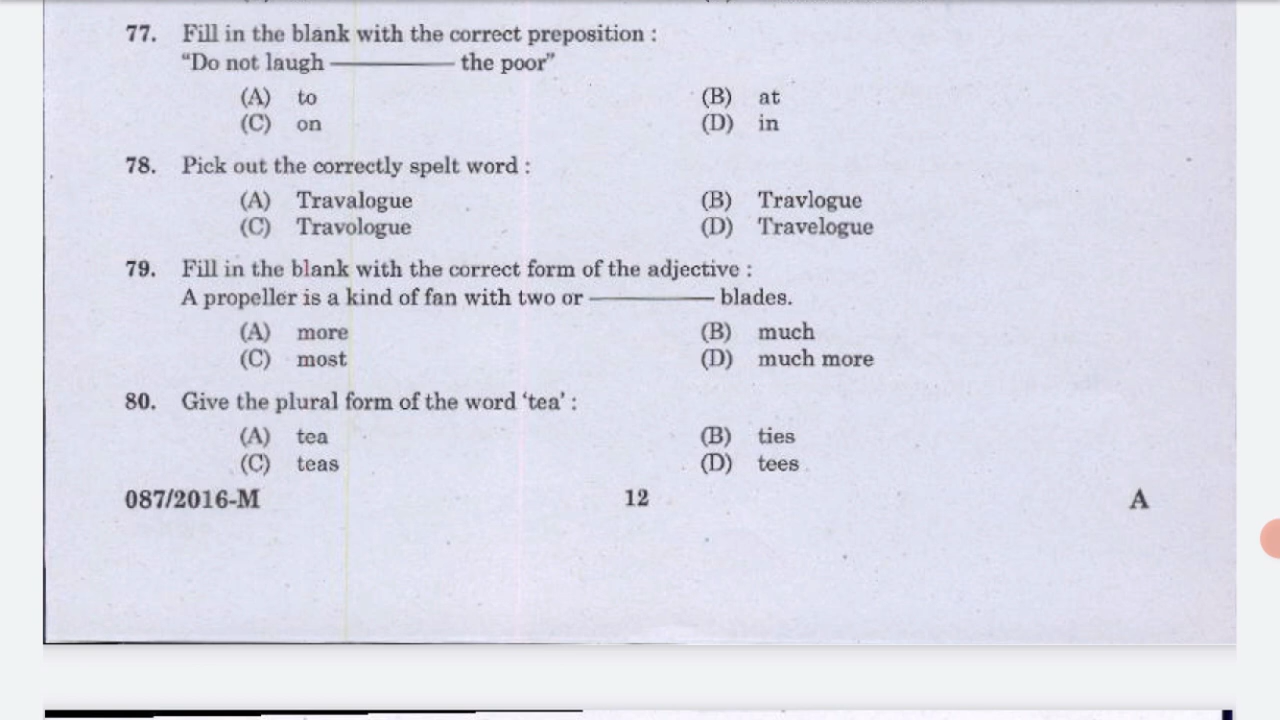 77. Fill in the blank with the correct preposition :
"Do not laugh ———— the poor"
(A) to (B) at
(C) on (D) in
78. Pick out the correctly spelt word :
(A) Travalogue (B) Travlogue
(C) Travologue (D) Travelogue
79. Fill in the blank with the correct form of the adjective :
A propeller is a kind of fan with two or ———— blades.
(A) more (B) much
(C) most (D) much more
80. Give the plural form of the word 'tea' :
(A) tea (B) ties
(C) teas (D) tees
087/2016-M 12 A